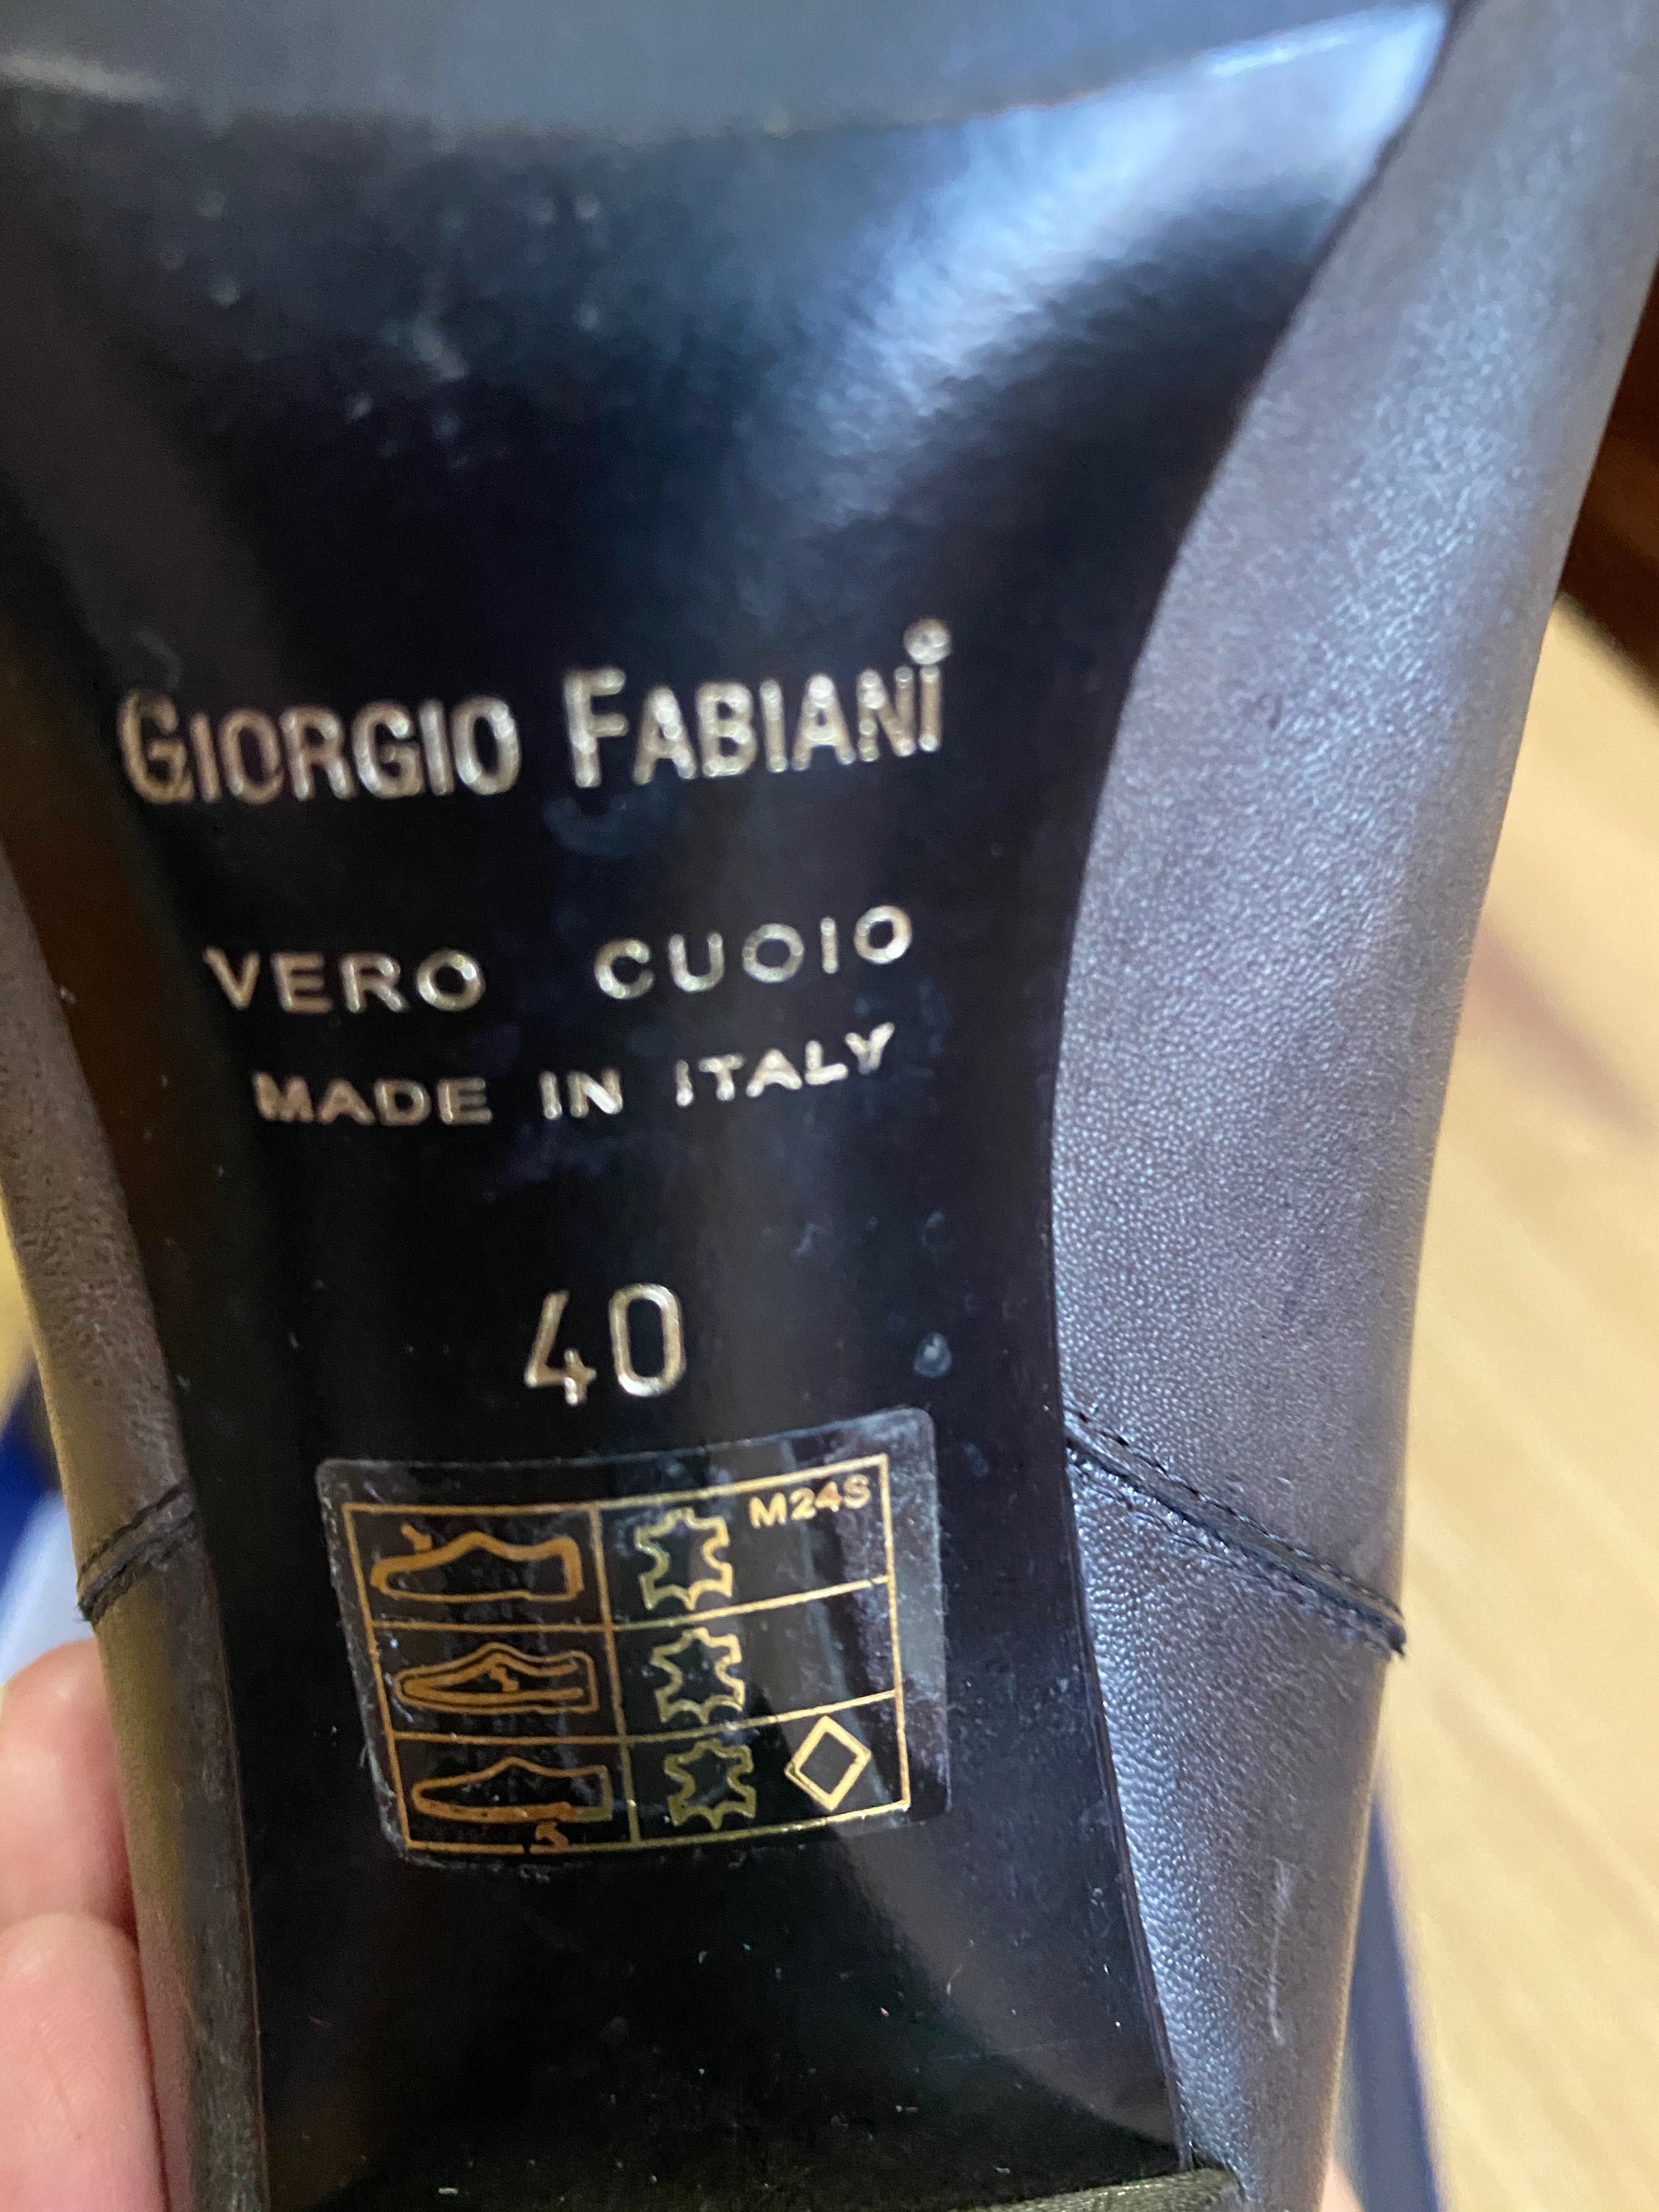 GIORGIO FABIANI®
VERO CUOIO
MADE IN ITALY
40
M24S